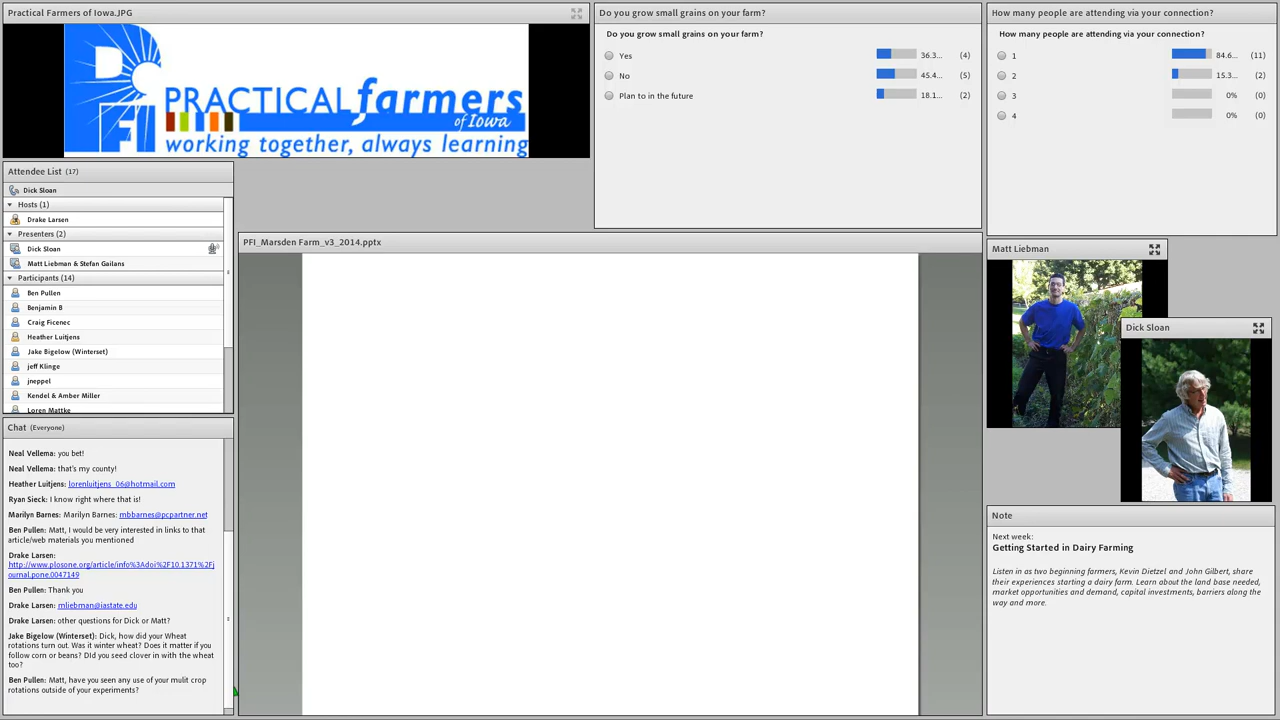 Practical Farmers of Iowa.JPG
PRACTICAL farmers
of Iowa
working together, always learning
Do you grow small grains on your farm?
Do you grow small grains on your farm?
Yes 36.3... (4)
No 45.4... (5)
Plan to in the future 18.1... (2)
How many people are attending via your connection?
How many people are attending via your connection?
1 84.6... (11)
2 15.3... (2)
3 0% (0)
4 0% (0)
Attendee List (17)
Dick Sloan
Hosts (1)
Drake Larsen
Presenters (2)
Dick Sloan
Matt Liebman & Stefan Gailans
Participants (14)
Ben Pullen
Benjamin B
Craig Ficenec
Heather Luitjens
Jake Bigelow (Winterset)
jeff Klinge
jneppel
Kendel & Amber Miller
Loren Mattke
Chat (Everyone)
Neal Vellema: you bet!
Neal Vellema: that's my county!
Heather Luitjens: lorenluitjens_06@hotmail.com
Ryan Sieck: I know right where that is!
Marilyn Barnes: Marilyn Barnes: mbbarnes@pcpartner.net
Ben Pullen: Matt, I would be very interested in links to that
article/web materials you mentioned
Drake Larsen:
http://www.plosone.org/article/info%3Adoi%2F10.1371%2Fj
ournal.pone.0047149
Ben Pullen: Thank you
Drake Larsen: mliebman@iastate.edu
Drake Larsen: other questions for Dick or Matt?
Jake Bigelow (Winterset): Dick, how did your Wheat
rotations turn out. Was it winter wheat? Does it matter if you
follow corn or beans? DId you seed clover in with the wheat
too?
Ben Pullen: Matt, have you seen any use of your mulit crop
rotations outside of your experiments?
PFI_Marsden Farm_v3_2014.pptx
Matt Liebman
Dick Sloan
Note
Next week:
Getting Started in Dairy Farming
Listen in as two beginning farmers, Kevin Dietzel and John Gilbert, share
their experiences starting a dairy farm. Learn about the land base needed,
market opportunities and demand, capital investments, barriers along the
way and more.